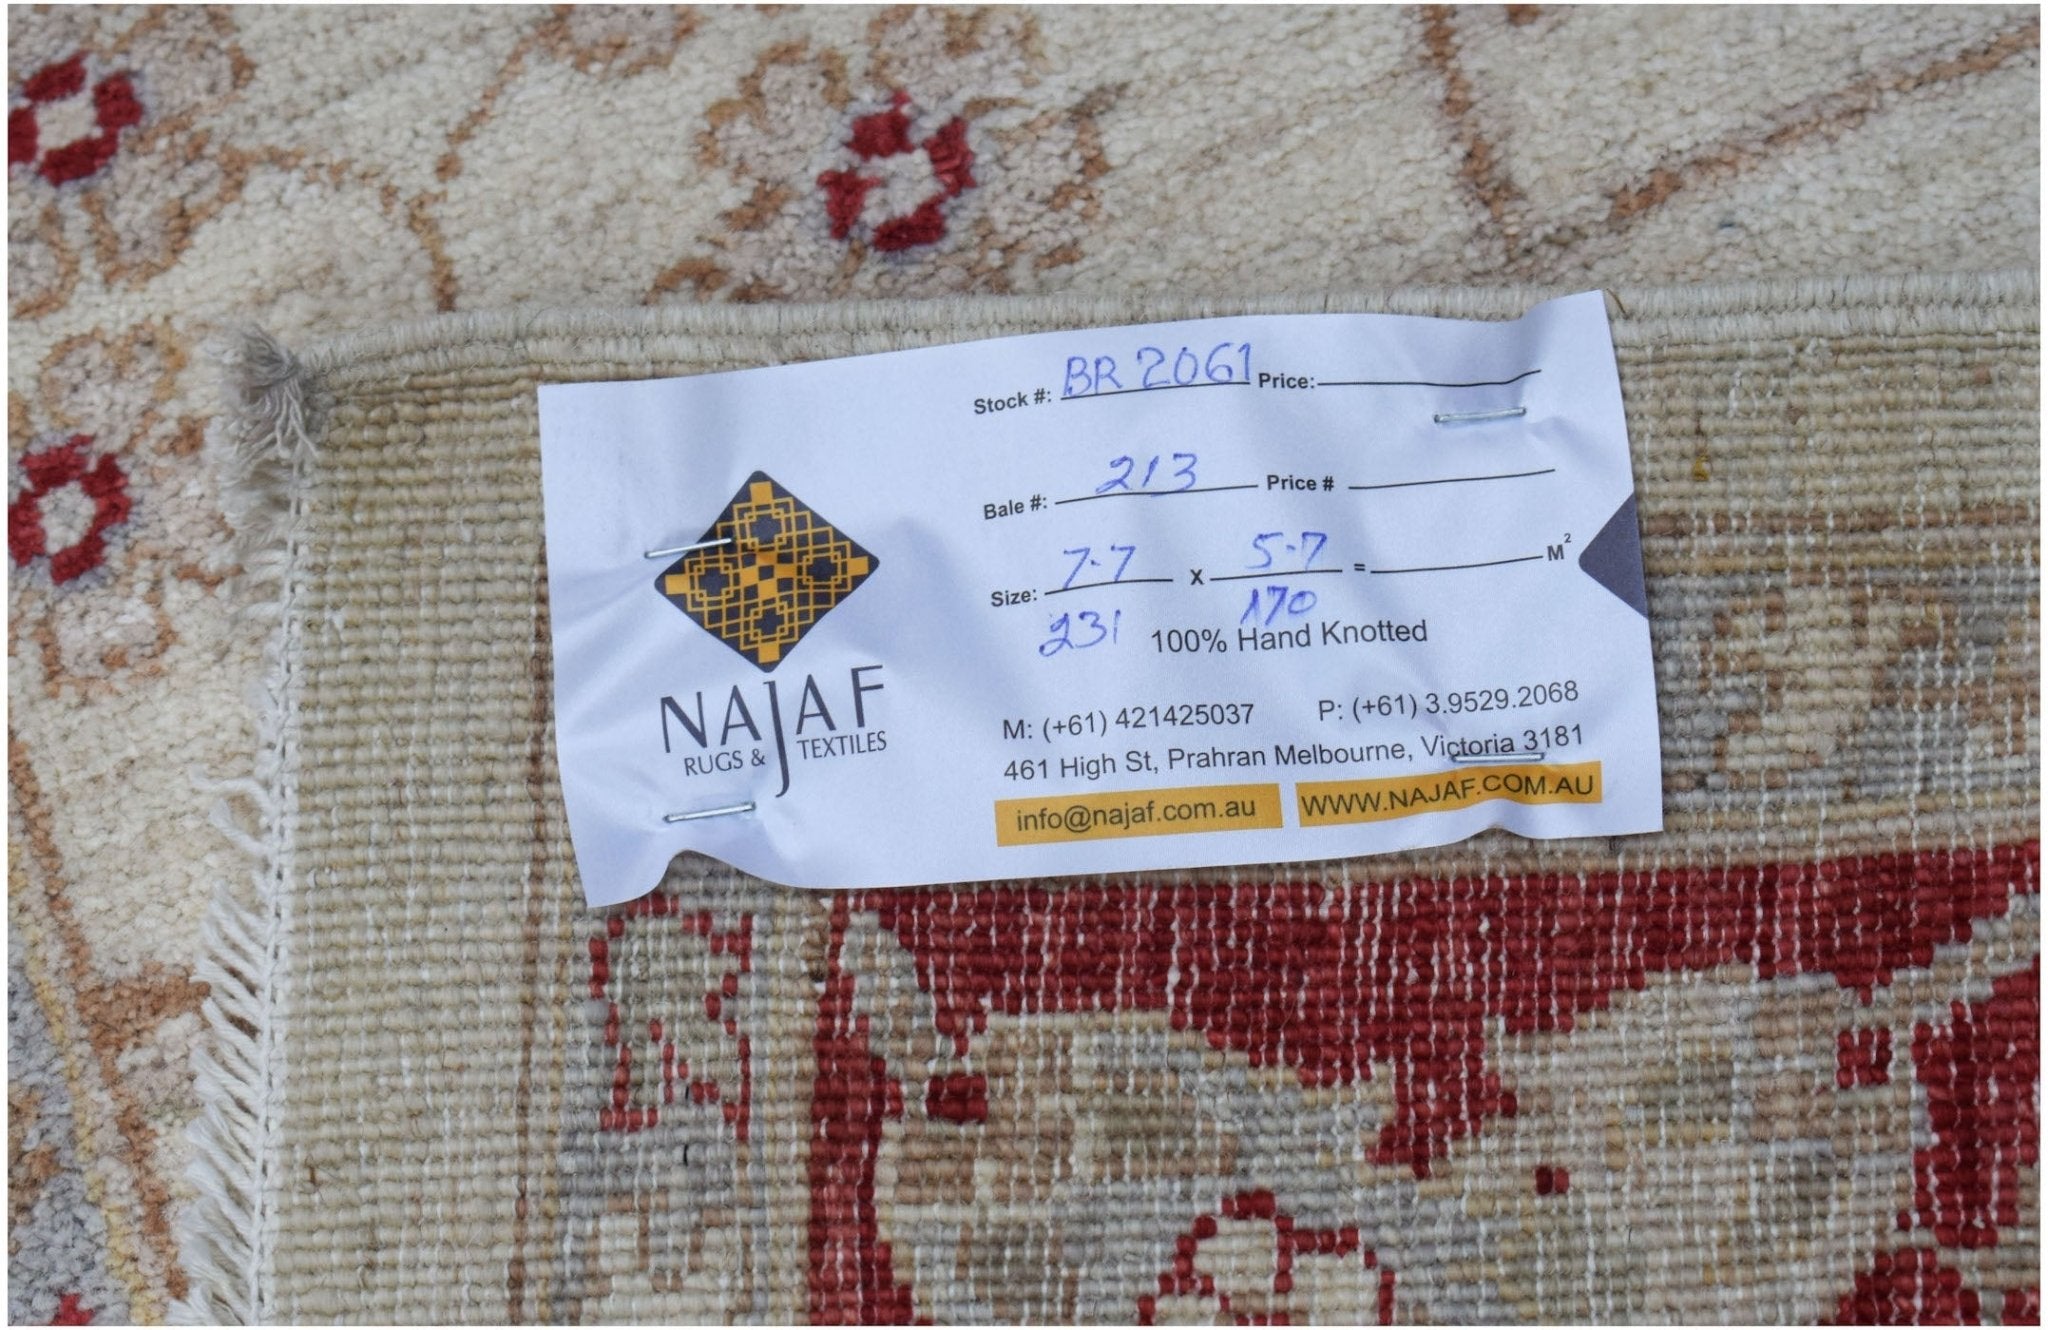 Stock #: BR 2061 Price:
Bale #: 213 Price #
Size: 7-7 x 5-7 = M²
231 170
100% Hand Knotted
NAJAF
RUGS & TEXTILES
M: (+61) 421425037 P: (+61) 3.9529.2068
461 High St, Prahran Melbourne, Victoria 3181
info@najaf.com.au WWW.NAJAF.COM.AU